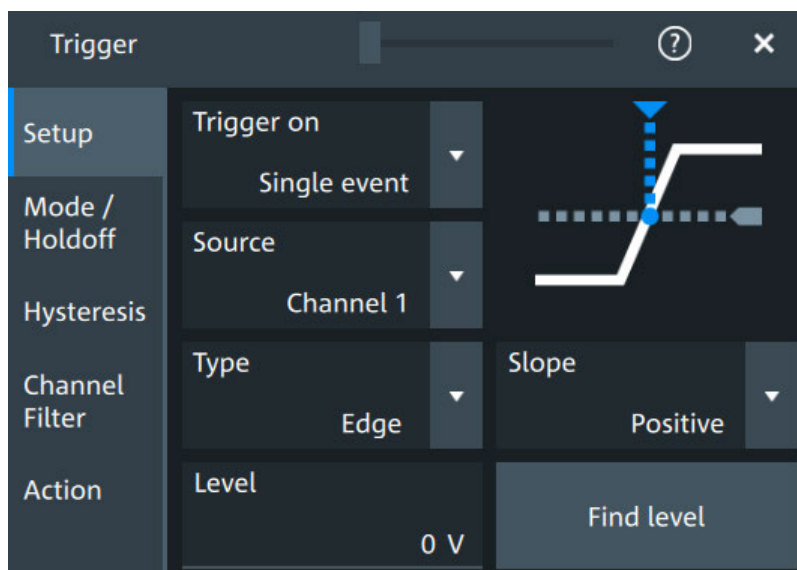 Trigger
?
Setup
Mode /
Holdoff
Hysteresis
Channel
Filter
Action
Trigger on
Single event
Source
Channel 1
Type
Edge
Slope
Positive
Level
0 V
Find level